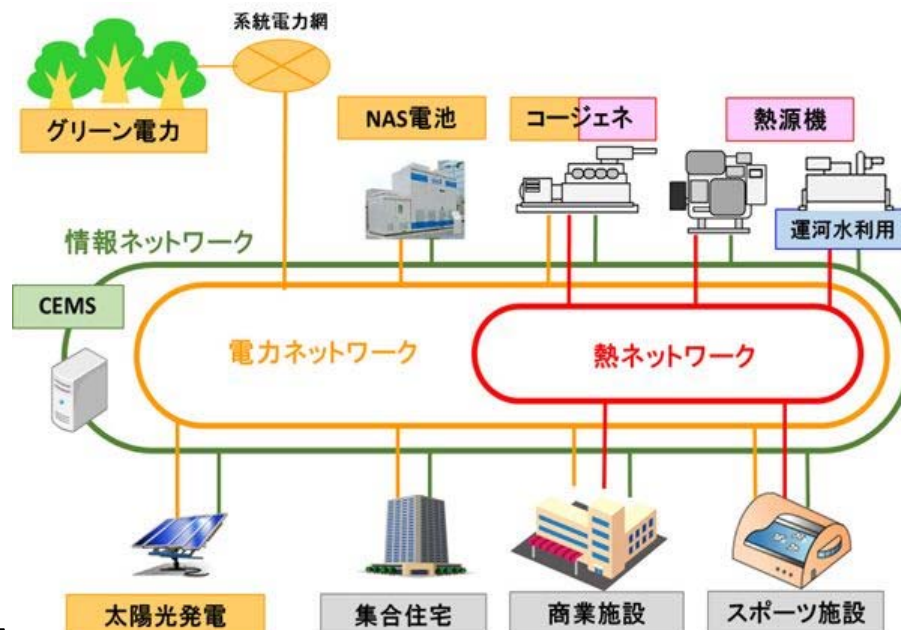 系統電力網
グリーン電力
NAS電池
コージェネ
熱源機
運河水利用
情報ネットワーク
CEMS
電力ネットワーク
熱ネットワーク
太陽光発電
集合住宅
商業施設
スポーツ施設